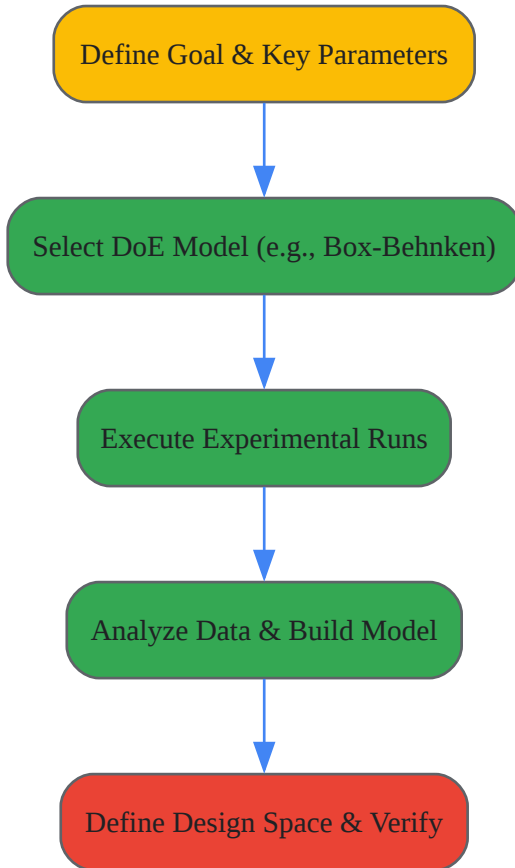 Define Goal & Key Parameters
Select DoE Model (e.g., Box-Behnken)
Execute Experimental Runs
Analyze Data & Build Model
Define Design Space & Verify